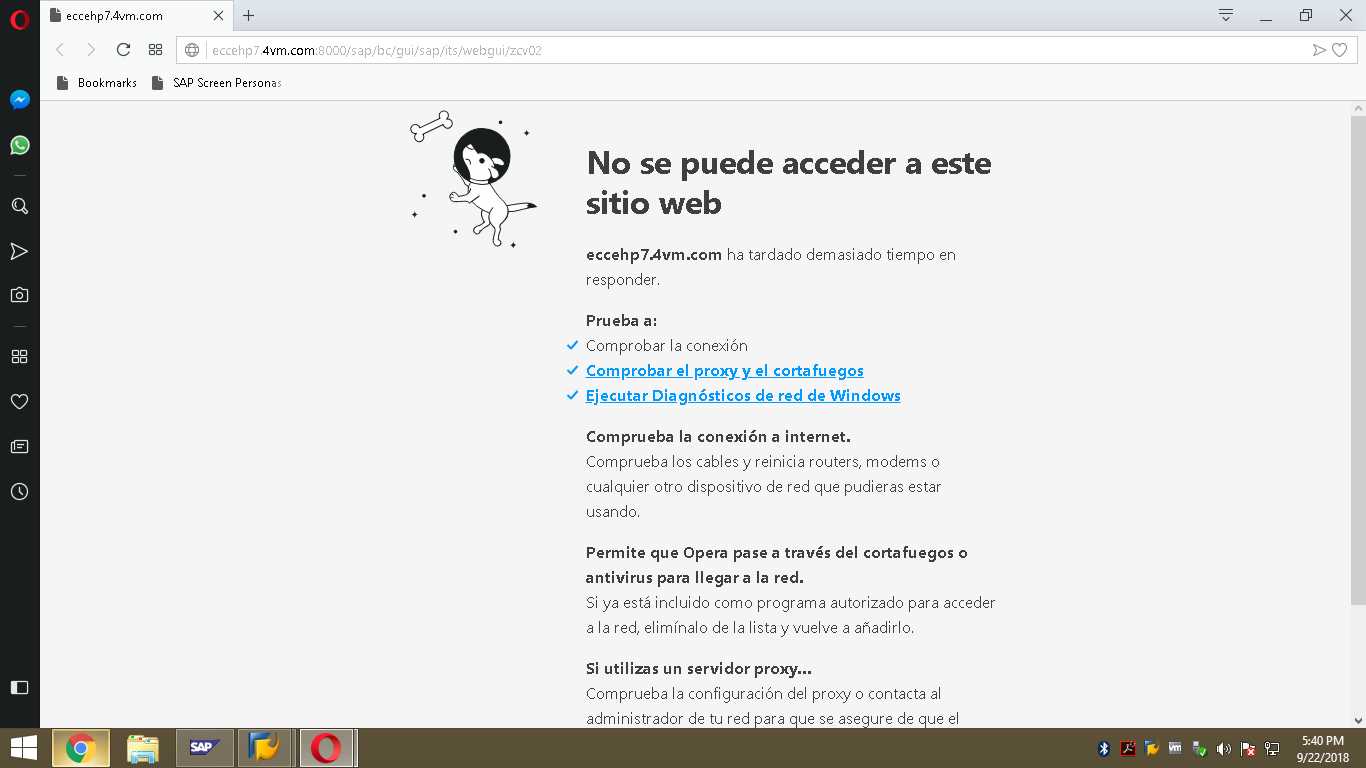 eccehp7.4vm.com
eccehp7.4vm.com:8000/sap/bc/gui/sap/its/webgui/zcv02
Bookmarks SAP Screen Personas
No se puede acceder a este
sitio web
eccehp7.4vm.com ha tardado demasiado tiempo en
responder.
Prueba a:
Comprobar la conexión
Comprobar el proxy y el cortafuegos
Ejecutar Diagnósticos de red de Windows
Comprueba la conexión a internet.
Comprueba los cables y reinicia routers, modems o
cualquier otro dispositivo de red que pudieras estar
usando.
Permite que Opera pase a través del cortafuegos o
antivirus para llegar a la red.
Si ya está incluido como programa autorizado para acceder
a la red, elimínalo de la lista y vuelve a añadirlo.
Si utilizas un servidor proxy...
Comprueba la configuración del proxy o contacta al
administrador de tu red para que se asegure de que el
SAP
vm
5:40 PM
9/22/2018